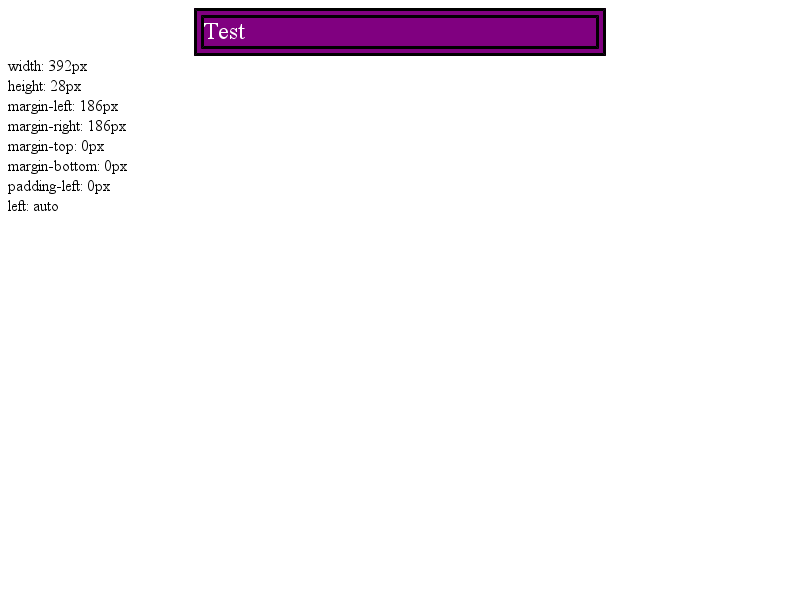 Test
width: 392px
height: 28px
margin-left: 186px
margin-right: 186px
margin-top: 0px
margin-bottom: 0px
padding-left: 0px
left: auto